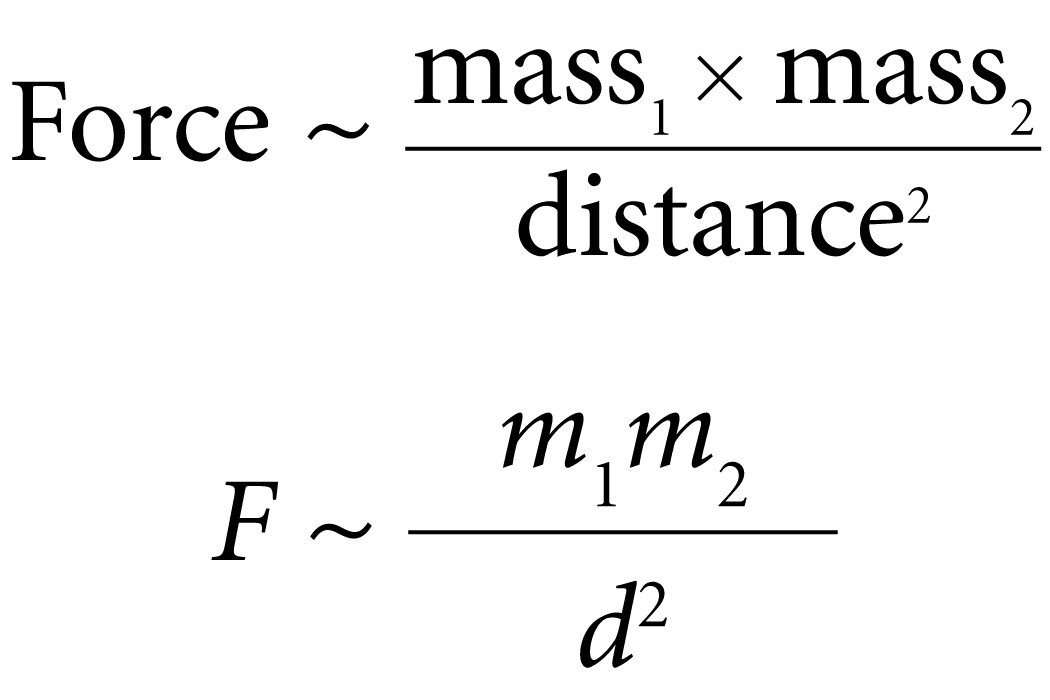 Force ~ mass₁ × mass₂
distance²
F ~ m₁m₂
d²